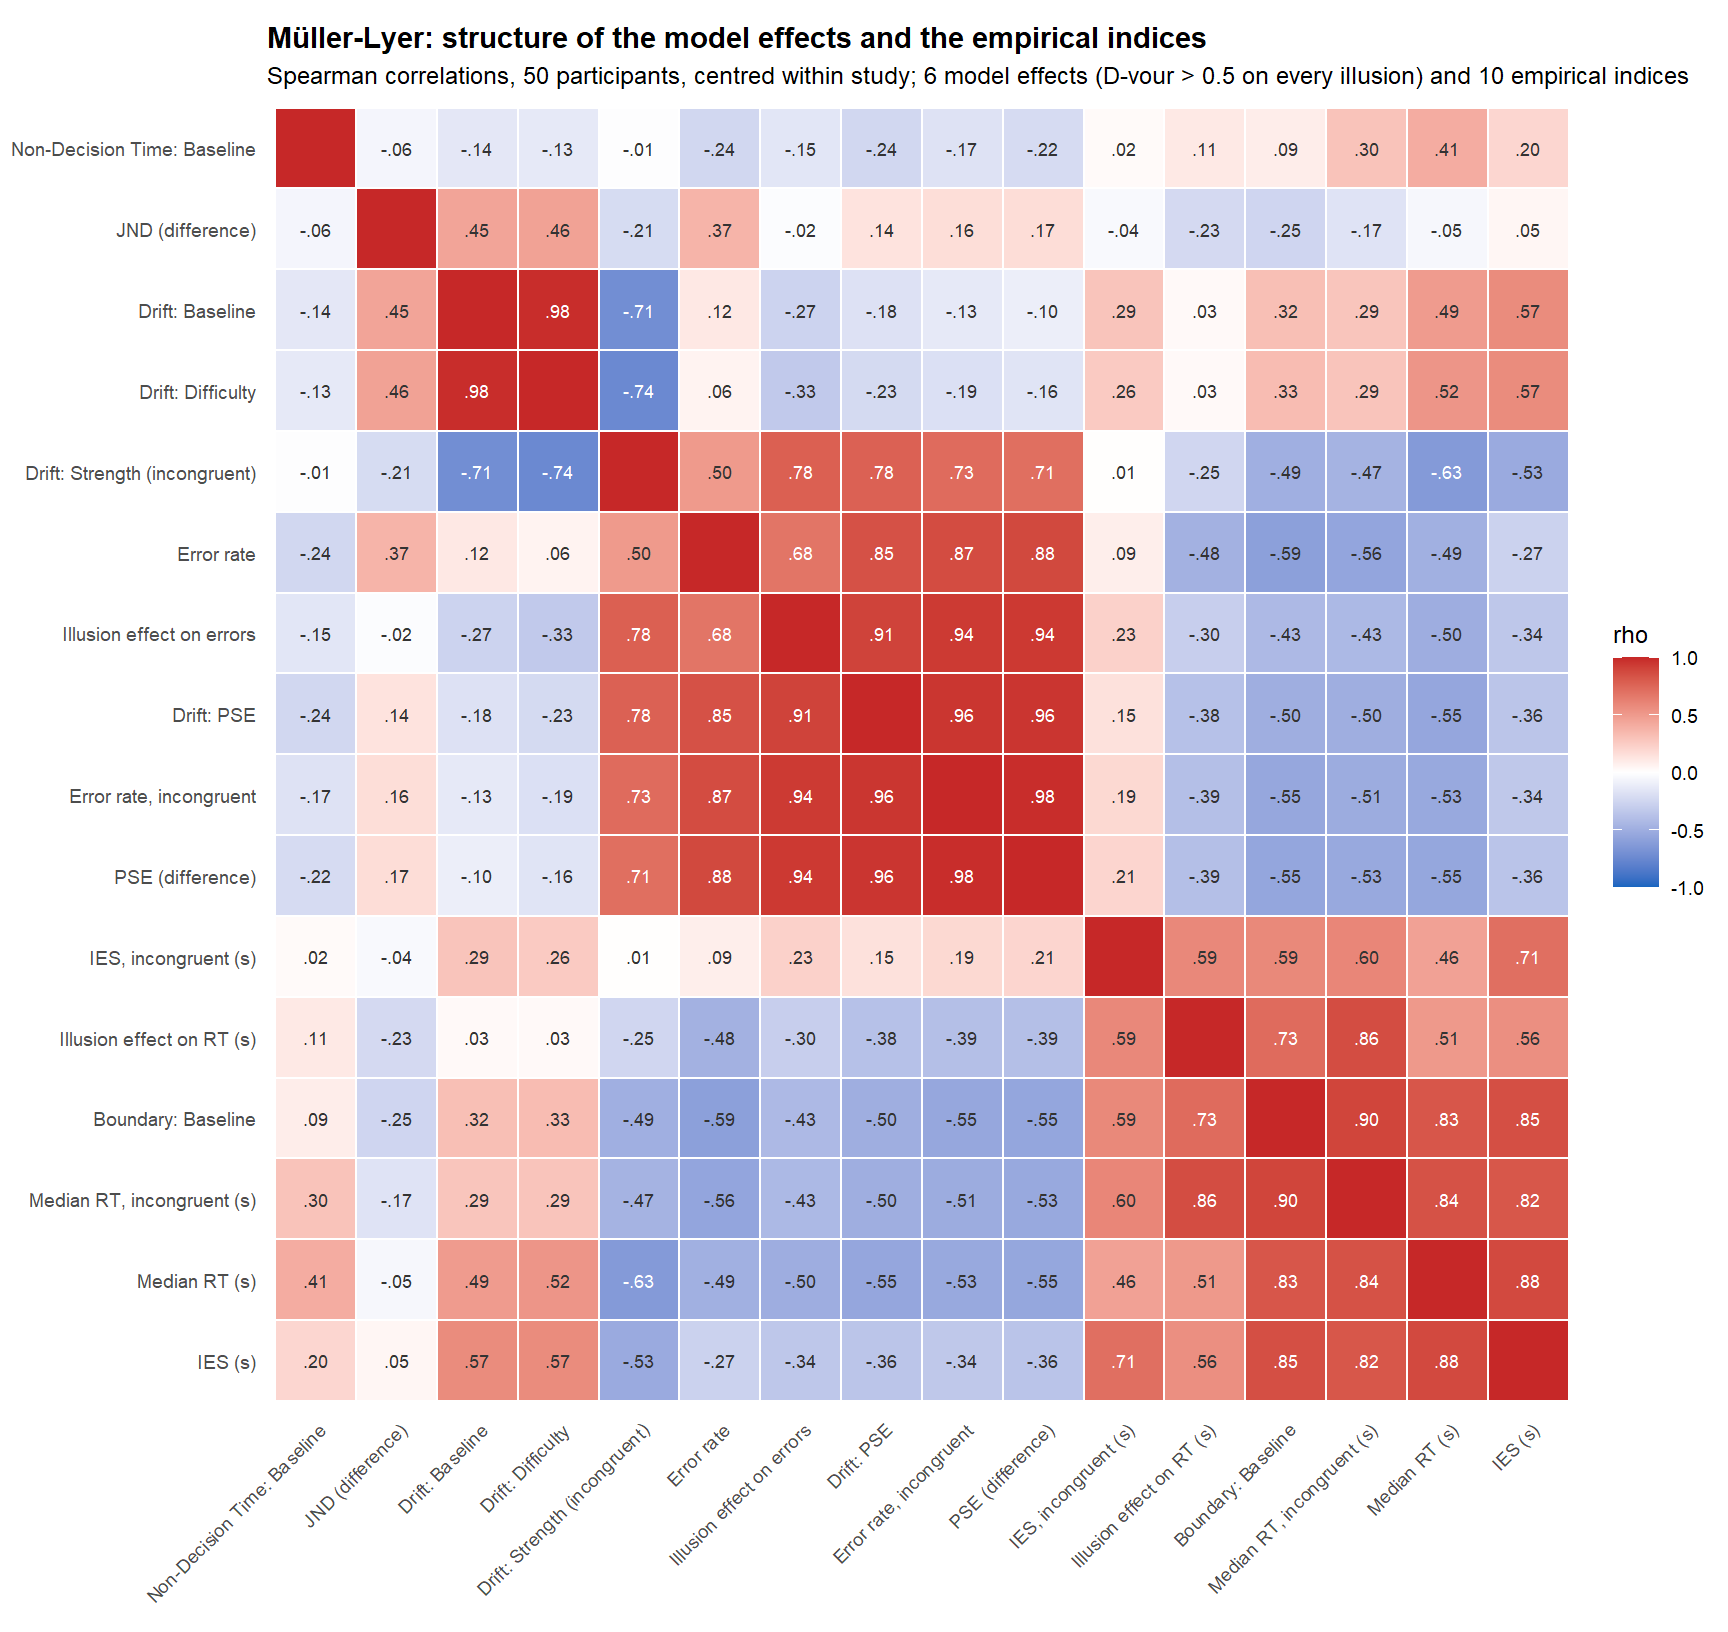 Müller-Lyer: structure of the model effects and the empirical indices
Spearman correlations, 50 participants, centred within study; 6 model effects (D-vour > 0.5 on every illusion) and 10 empirical indices
Non-Decision Time: Baseline -.06 -.14 -.13 -.01 -.24 -.15 -.24 -.17 -.22 .02 .11 .09 .30 .41 .20
JND (difference) -.06 .45 .46 -.21 .37 -.02 .14 .16 .17 -.04 -.23 -.25 -.17 -.05 .05
Drift: Baseline -.14 .45 .98 -.71 .12 -.27 -.18 -.13 -.10 .29 .03 .32 .29 .49 .57
Drift: Difficulty -.13 .46 .98 -.74 .06 -.33 -.23 -.19 -.16 .26 .03 .33 .29 .52 .57
Drift: Strength (incongruent) -.01 -.21 -.71 -.74 .50 .78 .78 .73 .71 .01 -.25 -.49 -.47 -.63 -.53
Error rate -.24 .37 .12 .06 .50 .68 .85 .87 .88 .09 -.48 -.59 -.56 -.49 -.27
Illusion effect on errors -.15 -.02 -.27 -.33 .78 .68 .91 .94 .94 .23 -.30 -.43 -.43 -.50 -.34
Drift: PSE -.24 .14 -.18 -.23 .78 .85 .91 .96 .96 .15 -.38 -.50 -.50 -.55 -.36
Error rate, incongruent -.17 .16 -.13 -.19 .73 .87 .94 .96 .98 .19 -.39 -.55 -.51 -.53 -.34
PSE (difference) -.22 .17 -.10 -.16 .71 .88 .94 .96 .98 .21 -.39 -.55 -.53 -.55 -.36
IES, incongruent (s) .02 -.04 .29 .26 .01 .09 .23 .15 .19 .21 .59 .59 .60 .46 .71
Illusion effect on RT (s) .11 -.23 .03 .03 -.25 -.48 -.30 -.38 -.39 -.39 .59 .73 .86 .51 .56
Boundary: Baseline .09 -.25 .32 .33 -.49 -.59 -.43 -.50 -.55 -.55 .59 .73 .90 .83 .85
Median RT, incongruent (s) .30 -.17 .29 .29 -.47 -.56 -.43 -.50 -.51 -.53 .60 .86 .90 .84 .82
Median RT (s) .41 -.05 .49 .52 -.63 -.49 -.50 -.55 -.53 -.55 .46 .51 .83 .84 .88
IES (s) .20 .05 .57 .57 -.53 -.27 -.34 -.36 -.34 -.36 .71 .56 .85 .82 .88
Non-Decision Time: Baseline
JND (difference)
Drift: Baseline
Drift: Difficulty
Drift: Strength (incongruent)
Error rate
Illusion effect on errors
Drift: PSE
Error rate, incongruent
PSE (difference)
IES, incongruent (s)
Illusion effect on RT (s)
Boundary: Baseline
Median RT, incongruent (s)
Median RT (s)
IES (s)
rho
1.0
0.5
0.0
-0.5
-1.0